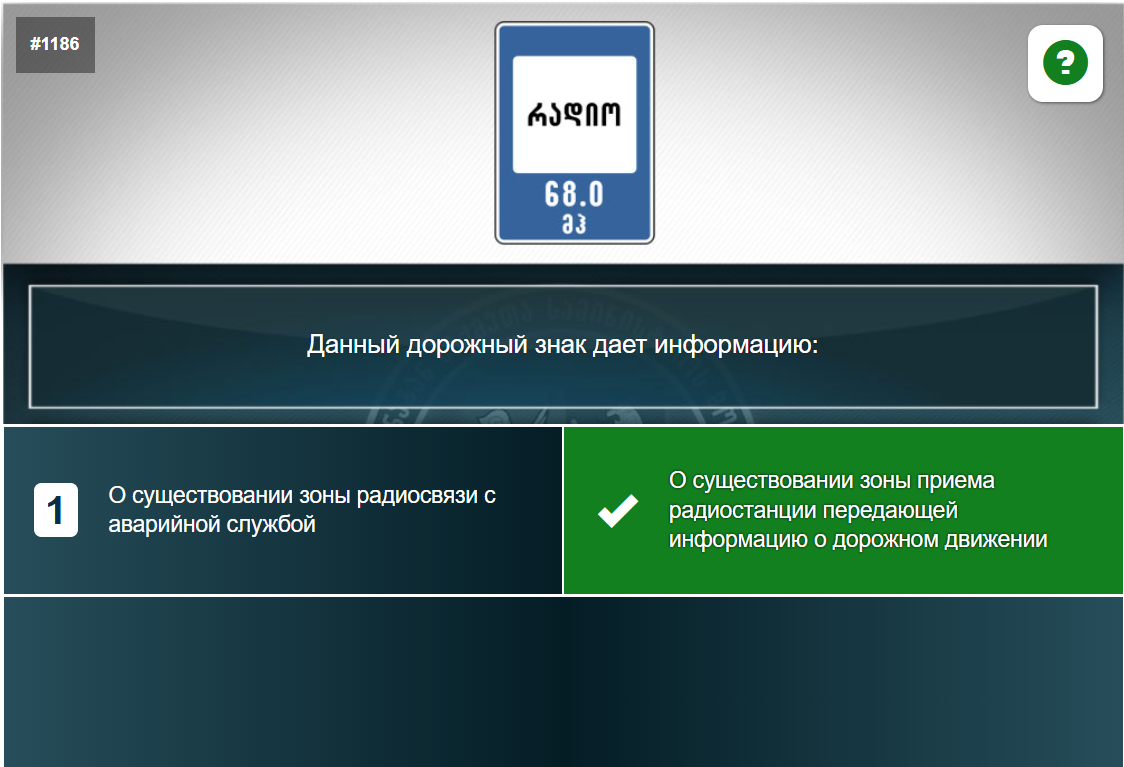 #1186
?
რადიო
68.0
მჰ
Данный дорожный знак дает информацию:
1
О существовании зоны радиосвязи с
аварийной службой
О существовании зоны приема
радиостанции передающей
информацию о дорожном движении